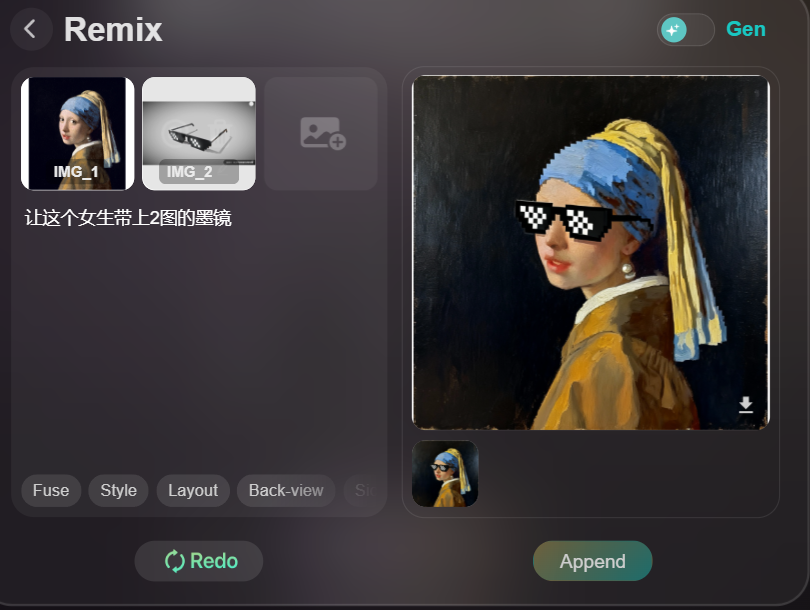 Remix
Gen
IMG_1
IMG_2
让这个女生带上2图的墨镜
Fuse
Style
Layout
Back-view
Redo
Append